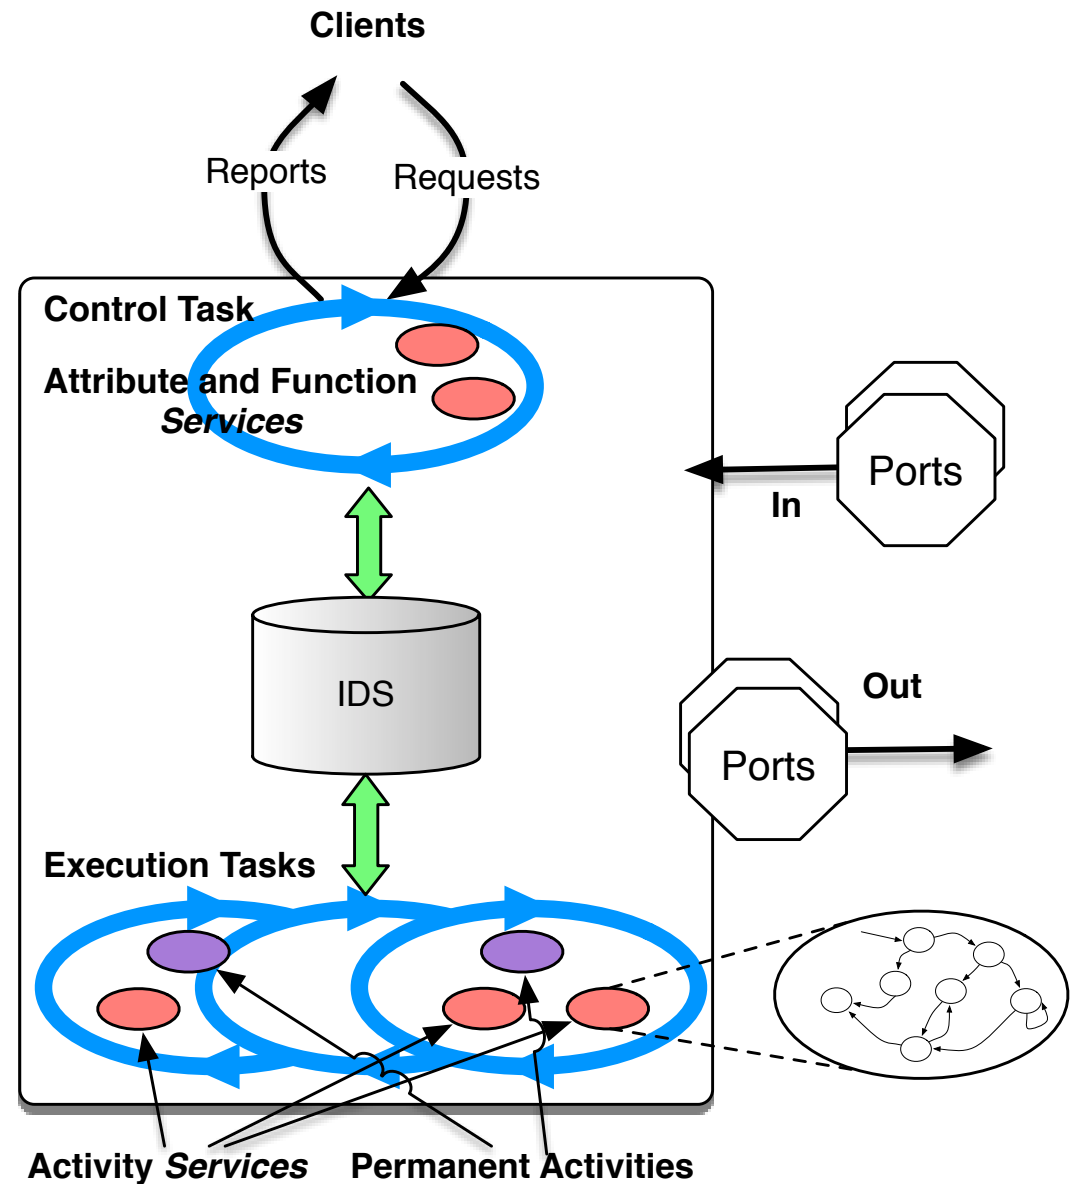 Clients
Reports
Requests
Control Task
Attribute and Function
Services
Ports
In
IDS
Out
Ports
Execution Tasks
Activity Services
Permanent Activities